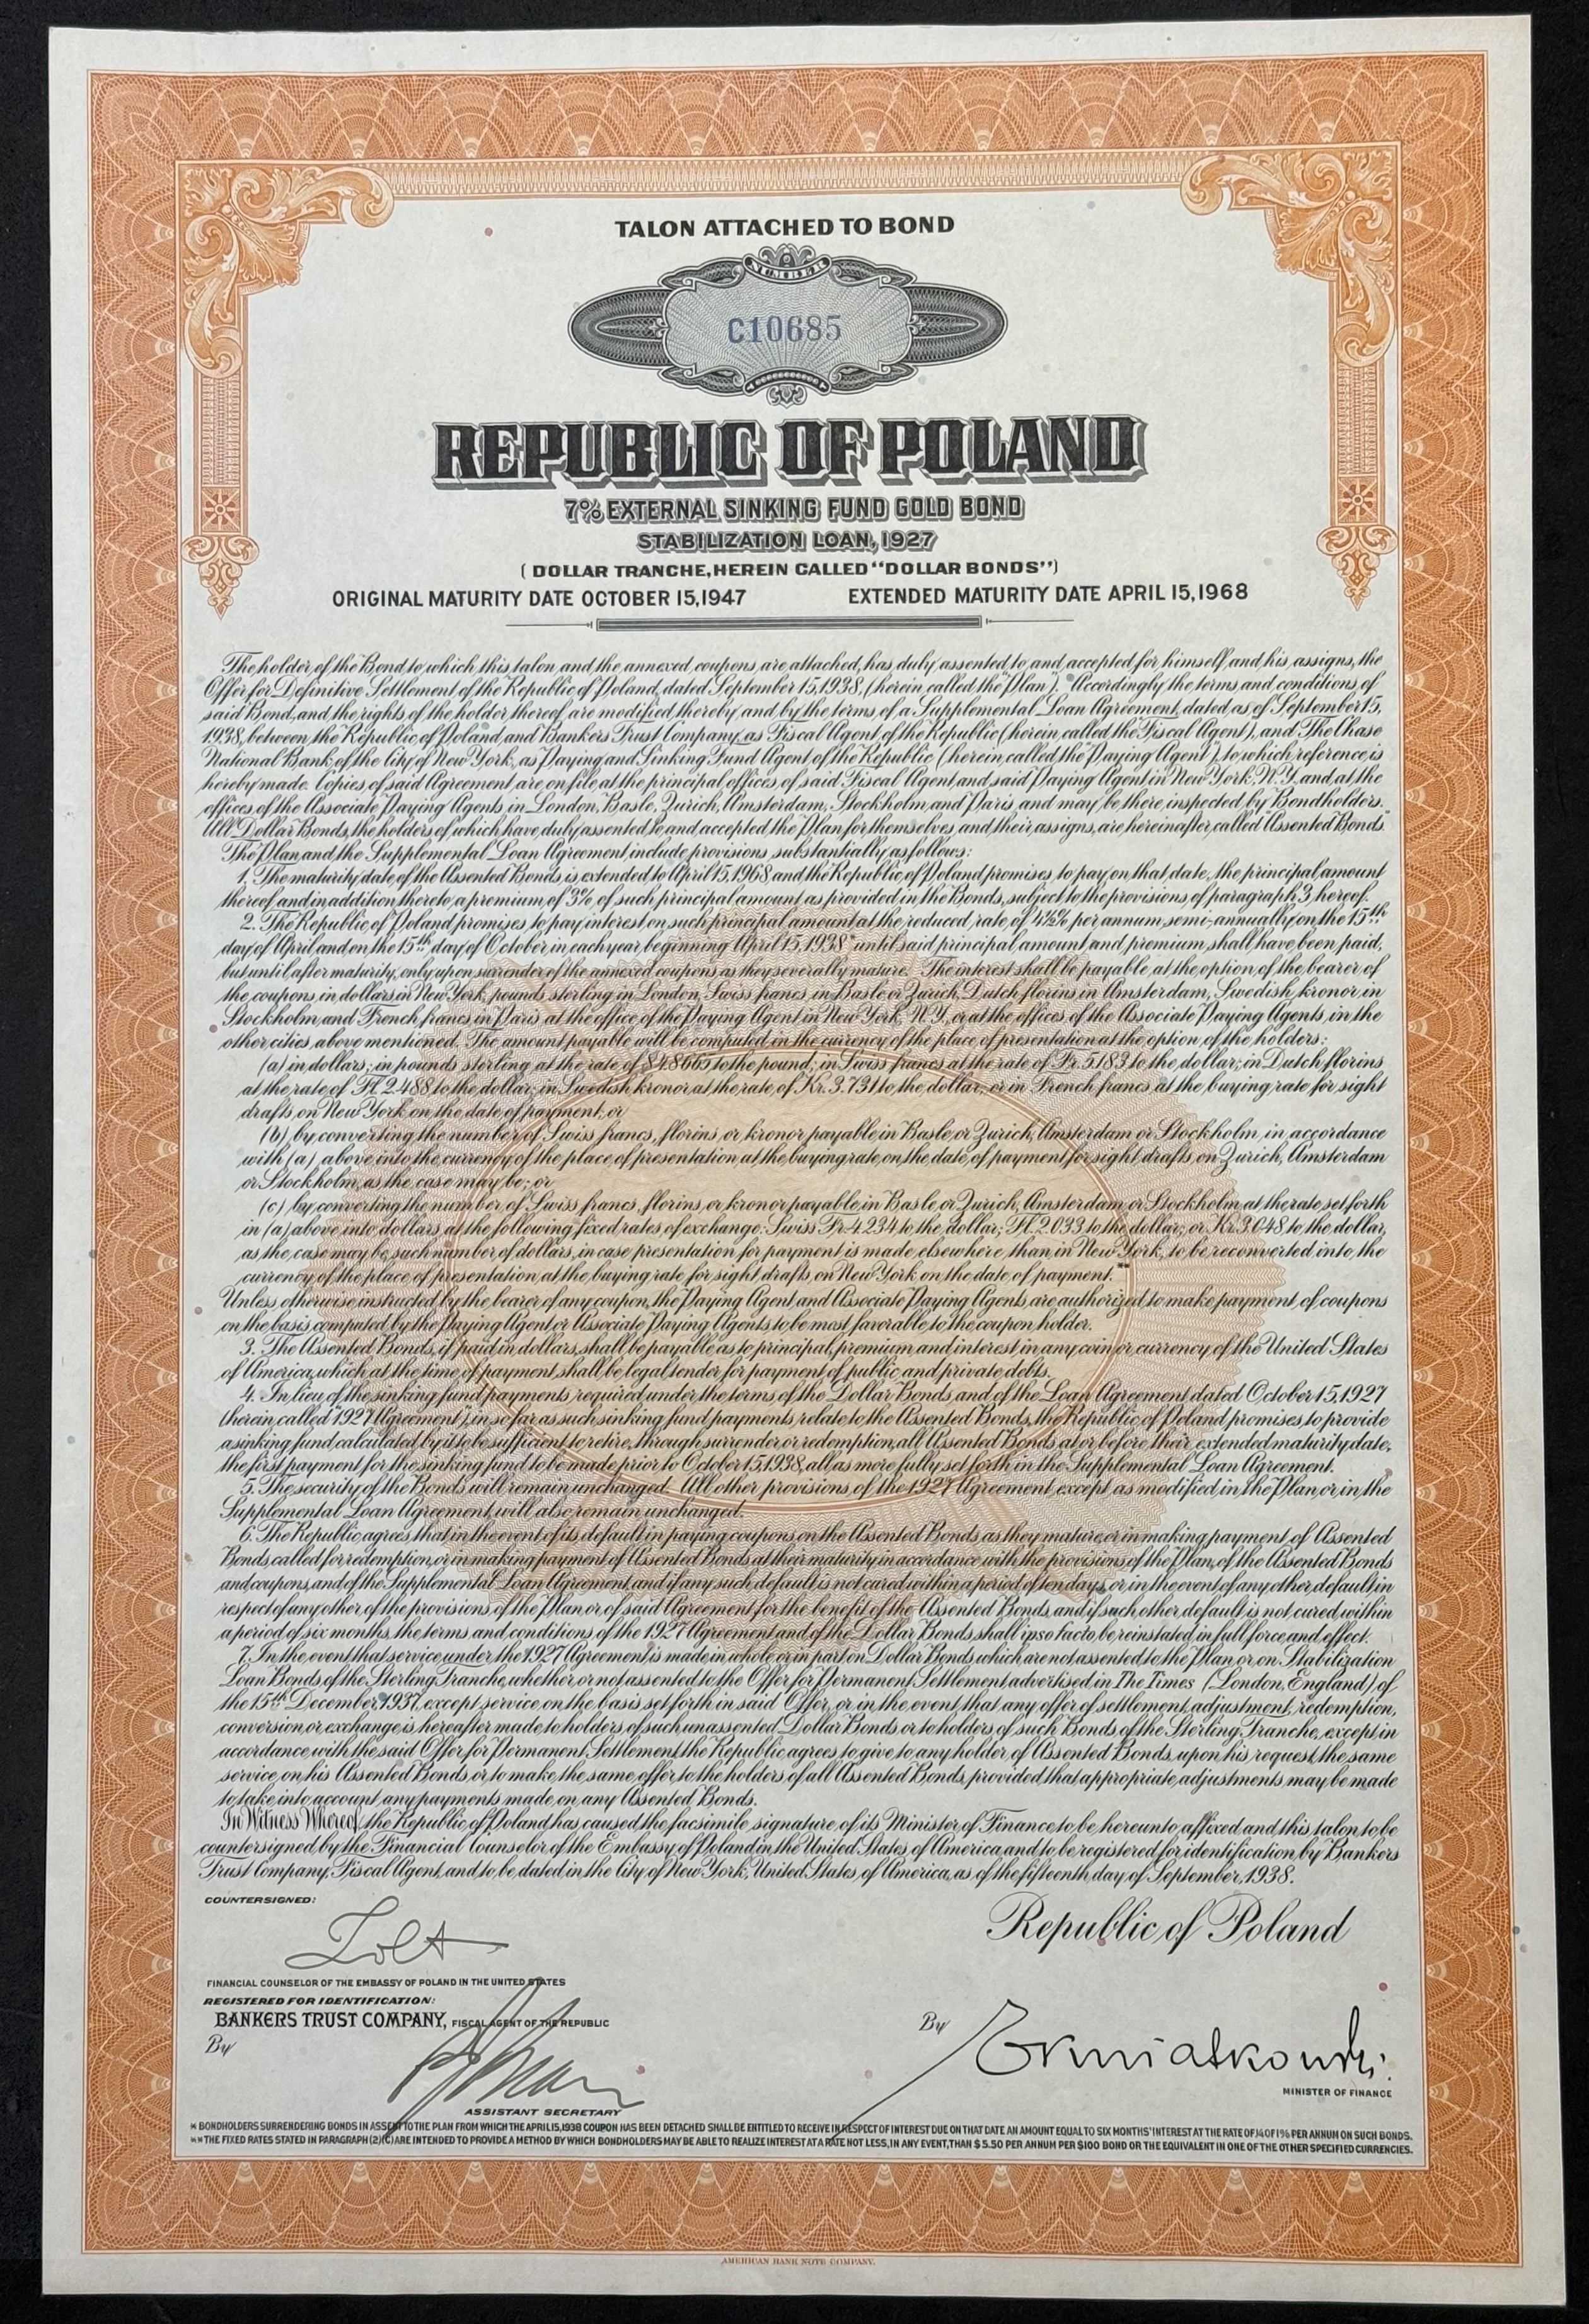 TALON ATTACHED TO BOND
NUMBER
C10685
REPUBLIC OF POLAND
7% EXTERNAL SINKING FUND GOLD BOND
STABILIZATION LOAN, 1927
(DOLLAR TRANCHE, HEREIN CALLED "DOLLAR BONDS")
ORIGINAL MATURITY DATE OCTOBER 15, 1947 EXTENDED MATURITY DATE APRIL 15, 1968
The holder of the Bond to which this talon and the annexed coupons are attached, has duly assented to and accepted for himself and his assigns, the
Offer for Definitive Settlement of the Republic of Poland, dated September 15, 1938, (herein called the "Plan"). Accordingly the terms and conditions of
said Bond, and the rights of the holder thereof are modified thereby and by the terms of a Supplemental Loan Agreement, dated as of September 15,
1938, between the Republic of Poland, and Bankers Trust Company, as Fiscal Agent of the Republic (herein called the Fiscal Agent), and The Chase
National Bank of the City of New York, as Paying and Sinking Fund Agent of the Republic (herein called the "Paying Agent"), to which reference is
hereby made. Copies of said Agreement are on file at the principal offices of said Fiscal Agent and said Paying Agent in New York, N.Y. and at the
offices of the Associate Paying Agents in London, Basle, Zurich, Amsterdam, Stockholm and Paris, and may be there inspected by Bondholders.
All Dollar Bonds, the holders of which have duly assented to and accepted the Plan for themselves and their assigns, are hereinafter called "Assented Bonds."
The Plan and the Supplemental Loan Agreement include provisions substantially as follows:
1. The maturity date of the Assented Bonds is extended to April 15, 1968 and the Republic of Poland promises to pay on that date, the principal amount
thereof and in addition thereto a premium of 3% of such principal amount as provided in the Bonds, subject to the provisions of paragraph 3 hereof.
2. The Republic of Poland promises to pay interest on such principal amount at the reduced rate of 4½% per annum, semi-annually on the 15th
day of April and on the 15th day of October in each year beginning April 15, 1938* until said principal amount and premium shall have been paid,
but until after maturity, only upon surrender of the annexed coupons as they severally mature. The interest shall be payable, at the option of the bearer of
the coupons, in dollars in New York, pounds sterling in London, Swiss francs in Basle or Zurich, Dutch florins in Amsterdam, Swedish kronor in
Stockholm and French francs in Paris at the office of the Paying Agent in New York, N.Y., or at the offices of the Associate Paying Agents, in the
other cities above mentioned. The amount payable will be computed in the currency of the place of presentation at the option of the holders:
(a) in dollars; in pounds sterling at the rate of $4.8665 to the pound; in Swiss francs at the rate of Fr. 5.183 to the dollar; in Dutch florins
at the rate of Fl. 2.488 to the dollar; in Swedish kronor at the rate of Kr. 3.731 to the dollar, or in French francs at the buying rate for sight
drafts on New York on the date of payment, or
(b) by converting the number of Swiss francs, florins, or kronor payable in Basle or Zurich, Amsterdam or Stockholm, in accordance
with (a) above into the currency of the place of presentation at the buying rate on the date of payment for sight drafts on Zurich, Amsterdam
or Stockholm, as the case may be; or
(c) by converting the number of Swiss francs, florins, or kronor payable in Basle or Zurich, Amsterdam or Stockholm at the rate set forth
in (a) above into dollars at the following fixed rates of exchange: Swiss Fr. 4.234 to the dollar; Fl. 2.033 to the dollar; or Kr. 3.048 to the dollar,
as the case may be, such number of dollars, in case presentation for payment is made elsewhere than in New York, to be reconverted into the
currency of the place of presentation at the buying rate for sight drafts on New York on the date of payment.**
Unless otherwise instructed by the bearer of any coupon, the Paying Agent and Associate Paying Agents are authorized to make payment of coupons
on the basis computed by the Paying Agent or Associate Paying Agents to be most favorable to the coupon holder.
3. The Assented Bonds, if paid in dollars, shall be payable as to principal, premium and interest in any coin or currency of the United States
of America, which at the time of payment shall be legal tender for payment of public and private debts.
4. In lieu of the sinking fund payments required under the terms of the Dollar Bonds and of the Loan Agreement dated October 15, 1927
(herein called "1927 Agreement"), in so far as such sinking fund payments relate to the Assented Bonds, the Republic of Poland promises to provide
a sinking fund, calculated by it to be sufficient to retire, through surrender or redemption, all Assented Bonds at or before their extended maturity date,
the first payment for the sinking fund to be made prior to October 15, 1938, all as more fully set forth in the Supplemental Loan Agreement.
5. The security of the Bonds will remain unchanged. All other provisions of the 1927 Agreement except as modified in the Plan, or in the
Supplemental Loan Agreement, will also remain unchanged.
6. The Republic agrees that in the event of its default in paying coupons on the Assented Bonds as they mature, or in making payment of Assented
Bonds called for redemption, or in making payment of Assented Bonds at their maturity in accordance with the provisions of the Plan, of the Assented Bonds
and coupons, and of the Supplemental Loan Agreement, and if any such default is not cured within a period of ten days, or in the event of any other default in
respect of any other of the provisions of the Plan or of said Agreement for the benefit of the Assented Bonds, and if such other default is not cured within
a period of six months, the terms and conditions of the 1927 Agreement and of the Dollar Bonds shall ipso facto, be reinstated in full force and effect.
7. In the event that service under the 1927 Agreement is made in whole or in part on Dollar Bonds which are not assented to the Plan, or on Stabilization
Loan Bonds of the Sterling Tranche, whether or not assented to the Offer for Permanent Settlement advertised in The Times (London, England) of
the 15th December, 1937, except service on the basis set forth in said Offer, or in the event that any offer of settlement, adjustment, redemption,
conversion, or exchange is hereafter made to holders of such unassented Dollar Bonds or to holders of such Bonds of the Sterling Tranche, except in
accordance with the said Offer for Permanent Settlement, the Republic agrees to give to any holder of Assented Bonds, upon his request, the same
service, on his Assented Bonds or to make the same offer to the holders of all Assented Bonds, provided that appropriate adjustments may be made
to take into account any payments made on any Assented Bonds.
In Witness Whereof, the Republic of Poland has caused the facsimile signature of its Minister of Finance to be hereunto affixed and this talon to be
countersigned by the Financial Counselor of the Embassy of Poland in the United States of America and to be registered for identification by Bankers
Trust Company, Fiscal Agent, and to be dated in the City of New York, United States of America, as of the fifteenth day of September, 1938.
COUNTERSIGNED:
Republic of Poland
FINANCIAL COUNSELOR OF THE EMBASSY OF POLAND IN THE UNITED STATES
REGISTERED FOR IDENTIFICATION:
BANKERS TRUST COMPANY, FISCAL AGENT OF THE REPUBLIC
By
By EKwiatkowski
MINISTER OF FINANCE
ASSISTANT SECRETARY
* BONDHOLDERS SURRENDERING BONDS IN ASSENT TO THE PLAN FROM WHICH THE APRIL 15, 1938 COUPON HAS BEEN DETACHED SHALL BE ENTITLED TO RECEIVE IN RESPECT OF INTEREST DUE ON THAT DATE AN AMOUNT EQUAL TO SIX MONTHS' INTEREST AT THE RATE OF ¼ OF 1% PER ANNUM ON SUCH BONDS.
** THE FIXED RATES STATED IN PARAGRAPH (2)(C) ARE INTENDED TO PROVIDE A METHOD BY WHICH BONDHOLDERS MAY BE ABLE TO REALIZE INTEREST AT A RATE NOT LESS, IN ANY EVENT, THAN $5.50 PER ANNUM PER $100 BOND OR THE EQUIVALENT IN ONE OF THE OTHER SPECIFIED CURRENCIES.
AMERICAN BANK NOTE COMPANY.